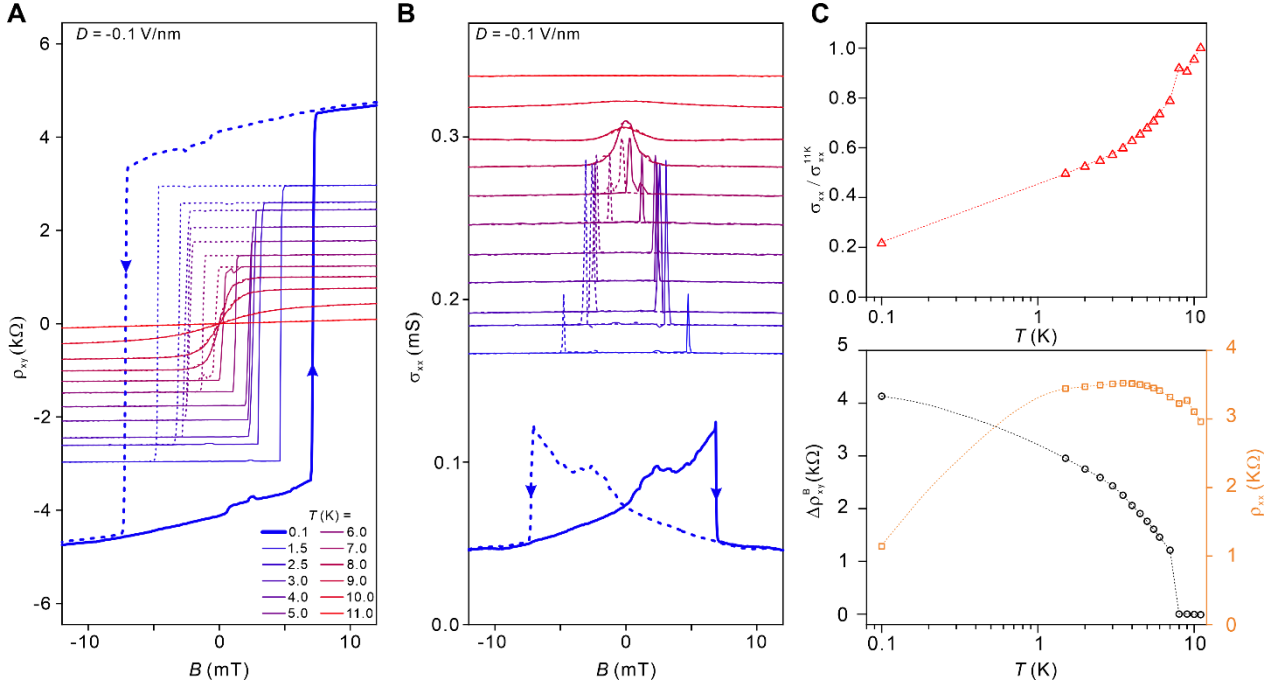 A
D = -0.1 V/nm
6
4
2
0
-2
-4
-6
ρxy (kΩ)
T (K) =
0.1 6.0
1.5 7.0
2.5 8.0
3.0 9.0
4.0 10.0
5.0 11.0
-10 0 10
B (mT)
B
D = -0.1 V/nm
0.3
0.2
0.1
0.0
σxx (mS)
-10 0 10
B (mT)
C
1.0
0.8
0.6
0.4
0.2
0.0
σxx / σxx^11K
0.1 1 10
T (K)
5
4
3
2
1
0
Δρxy^B (kΩ)
4
3
2
1
0
ρxx (KΩ)
0.1 1 10
T (K)